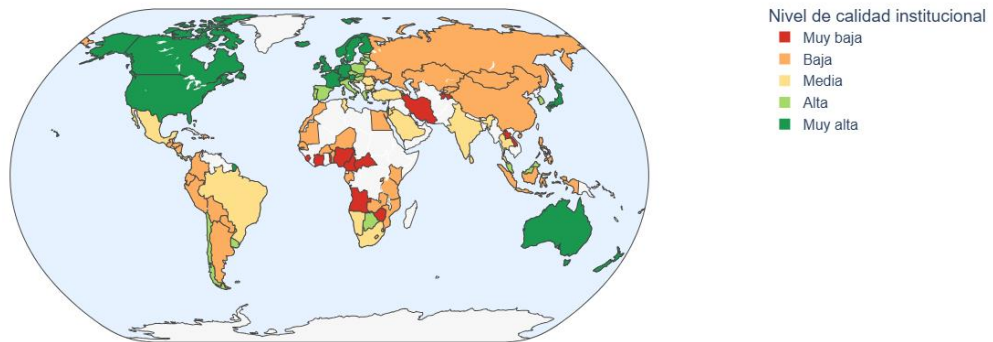 Nivel de calidad institucional
Muy baja
Baja
Media
Alta
Muy alta